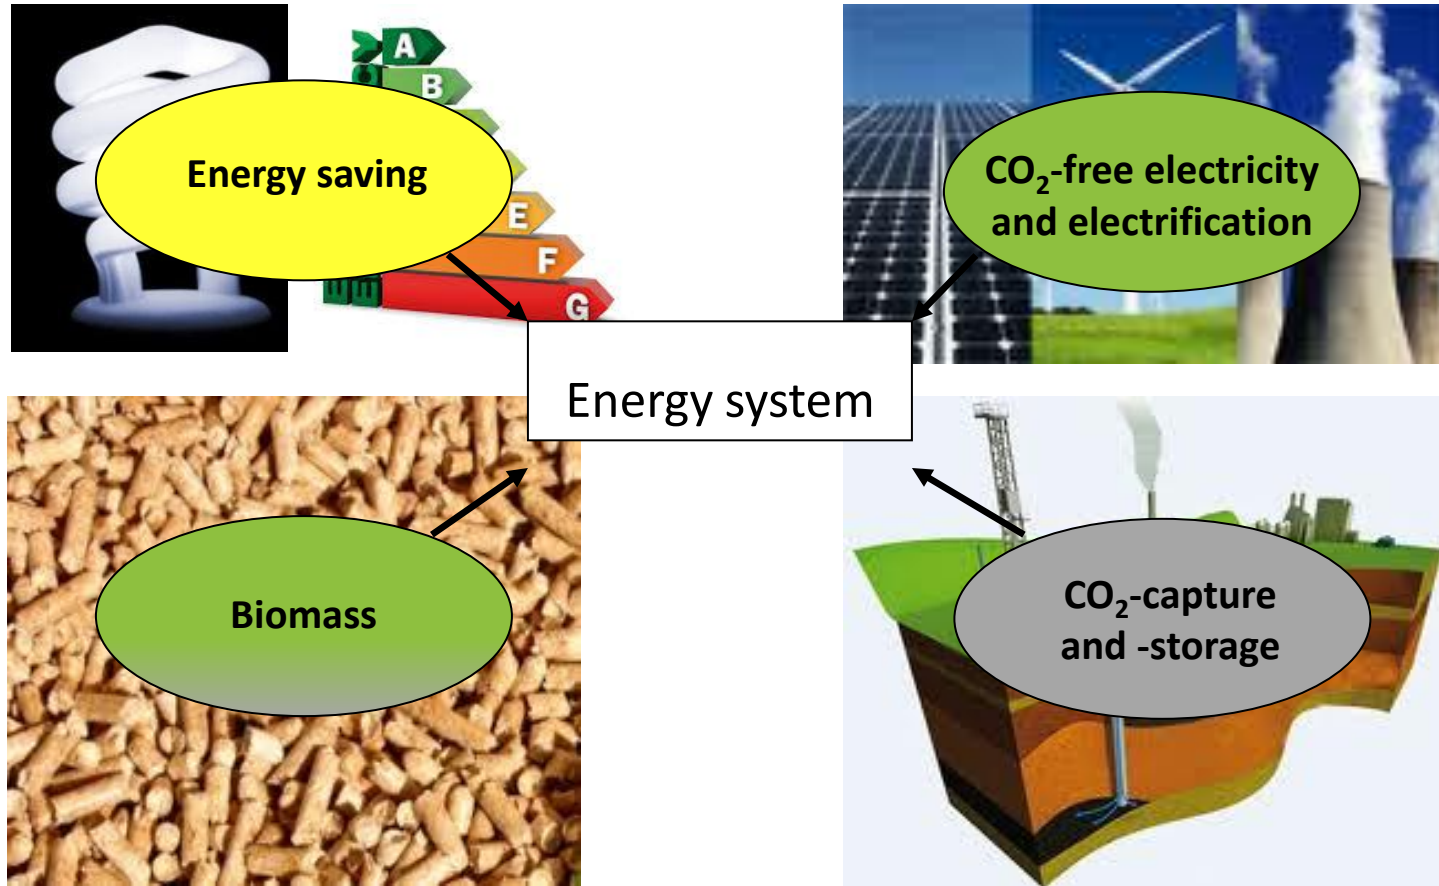 A
B
Energy saving
E
F
G
CO₂-free electricity
and electrification
Energy system
Biomass
CO₂-capture
and -storage